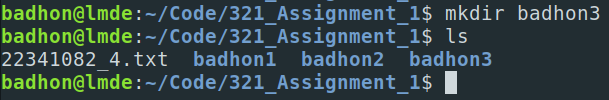 badhon@lmde:~/Code/321_Assignment_1$ mkdir badhon3
badhon@lmde:~/Code/321_Assignment_1$ ls
22341082_4.txt  badhon1  badhon2  badhon3
badhon@lmde:~/Code/321_Assignment_1$